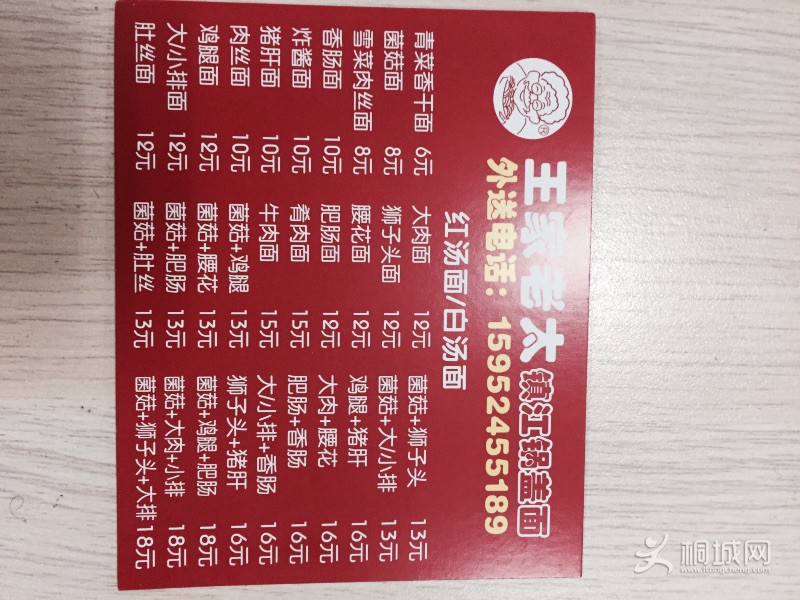 王家老太 镇江锅盖面
外送电话：15952455189
红汤面/白汤面
青菜香干面 6元 大肉面 12元 菌菇+狮子头 13元
菌菇面 8元 狮子头面 12元 菌菇+大/小排 13元
雪菜肉丝面 8元 腰花面 12元 鸡腿+猪肝 16元
香肠面 10元 肥肠面 12元 大肉+腰花 16元
炸酱面 10元 肴肉面 15元 肥肠+香肠 16元
猪肝面 10元 牛肉面 15元 大/小排+香肠 16元
肉丝面 10元 菌菇+鸡腿 13元 狮子头+猪肝 16元
鸡腿面 12元 菌菇+腰花 13元 菌菇+鸡腿+肥肠 18元
大/小排面 12元 菌菇+肥肠 13元 菌菇+大肉+小排 18元
肚丝面 12元 菌菇+肚丝 13元 菌菇+狮子头+大排 18元
®
桐城网
www.itongcheng.com